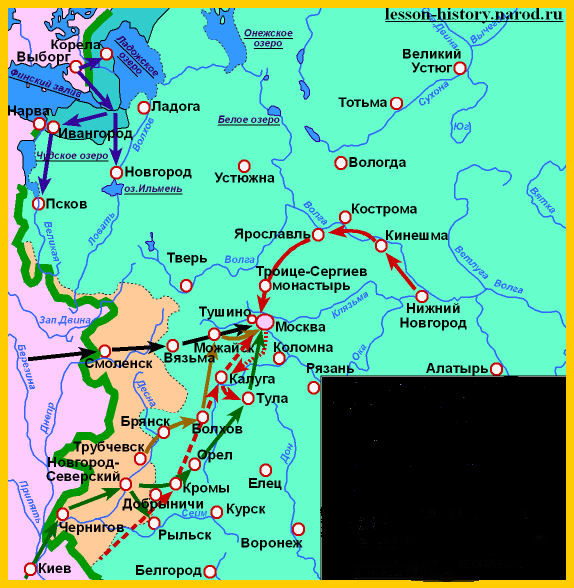 lesson-history.narod.ru
Онежское
озеро
Сев.Двина
Вычегда
Корела
Выборг
Ладожское
озеро
Великий
Устюг
Финский залив
Тотьма
Сухона
Нарва
Ладога
Белое озеро
Ивангород
Волхов
Юг
Чудское озеро
Вологда
Новгород
Устюжна
оз.Ильмень
Вятка
Псков
Кострома
Волга
Ловать
Великая
Ярославль
Кинешма
Ветлуга
Тверь
Волга
Троице-Сергиев
монастырь
Волга
Клязьма
Тушино
Нижний
Новгород
Зап.Двина
Москва
Можайск
Коломна
Вязьма
Ока
Смоленск
Рязань
Алатырь
Березина
Калуга
Десна
Тула
Днепр
Брянск
Волхов
Трубчевск
Дон
Орел
Новгород-
Северский
Елец
Припять
Кромы
Добрыничи
Сейм
Курск
Чернигов
Рыльск
Воронеж
Киев
Белгород